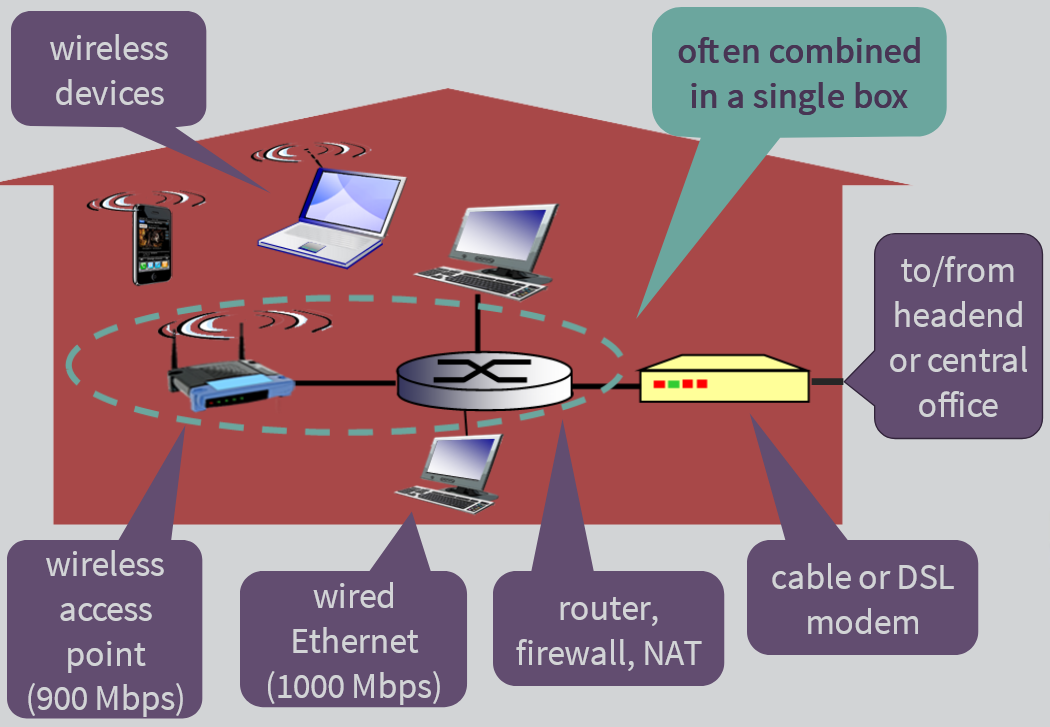 wireless
devices
often combined
in a single box
to/from
headend
or central
office
wireless
access
point
(900 Mbps)
wired
Ethernet
(1000 Mbps)
router,
firewall, NAT
cable or DSL
modem